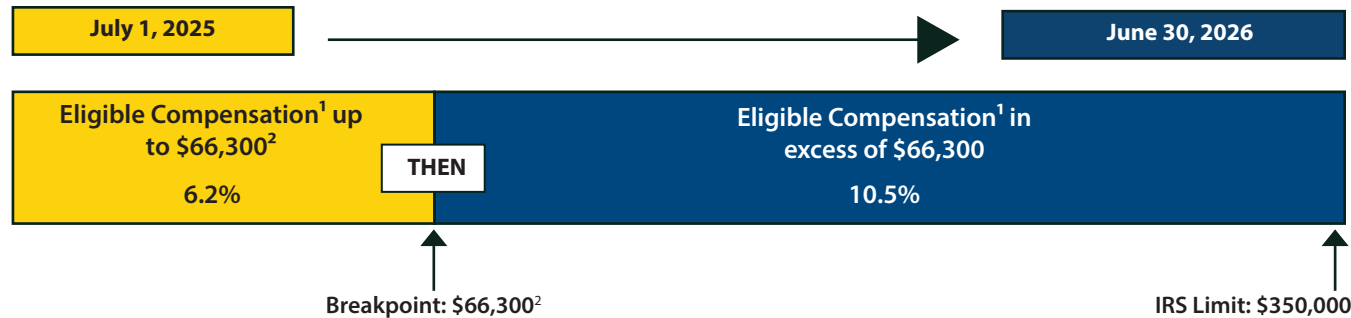 July 1, 2025
June 30, 2026
Eligible Compensation¹ up
to $66,300²
6.2%
THEN
Eligible Compensation¹ in
excess of $66,300
10.5%
Breakpoint: $66,300²
IRS Limit: $350,000